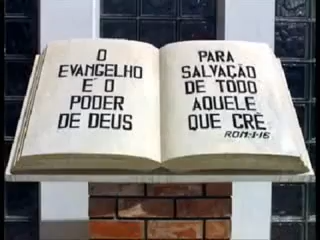 O
EVANGELHO
E O
PODER
DE DEUS
PARA
SALVAÇÃO
DE TODO
AQUELE
QUE CRÊ
ROM:1-16